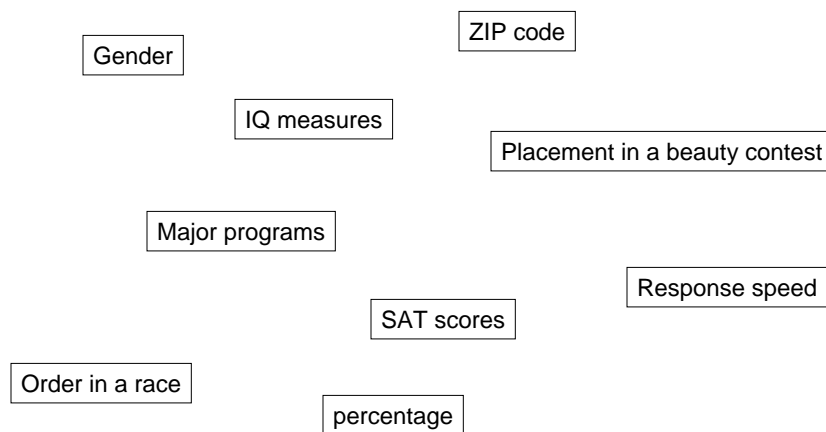 ZIP code
Gender
IQ measures
Placement in a beauty contest
Major programs
Response speed
SAT scores
Order in a race
percentage